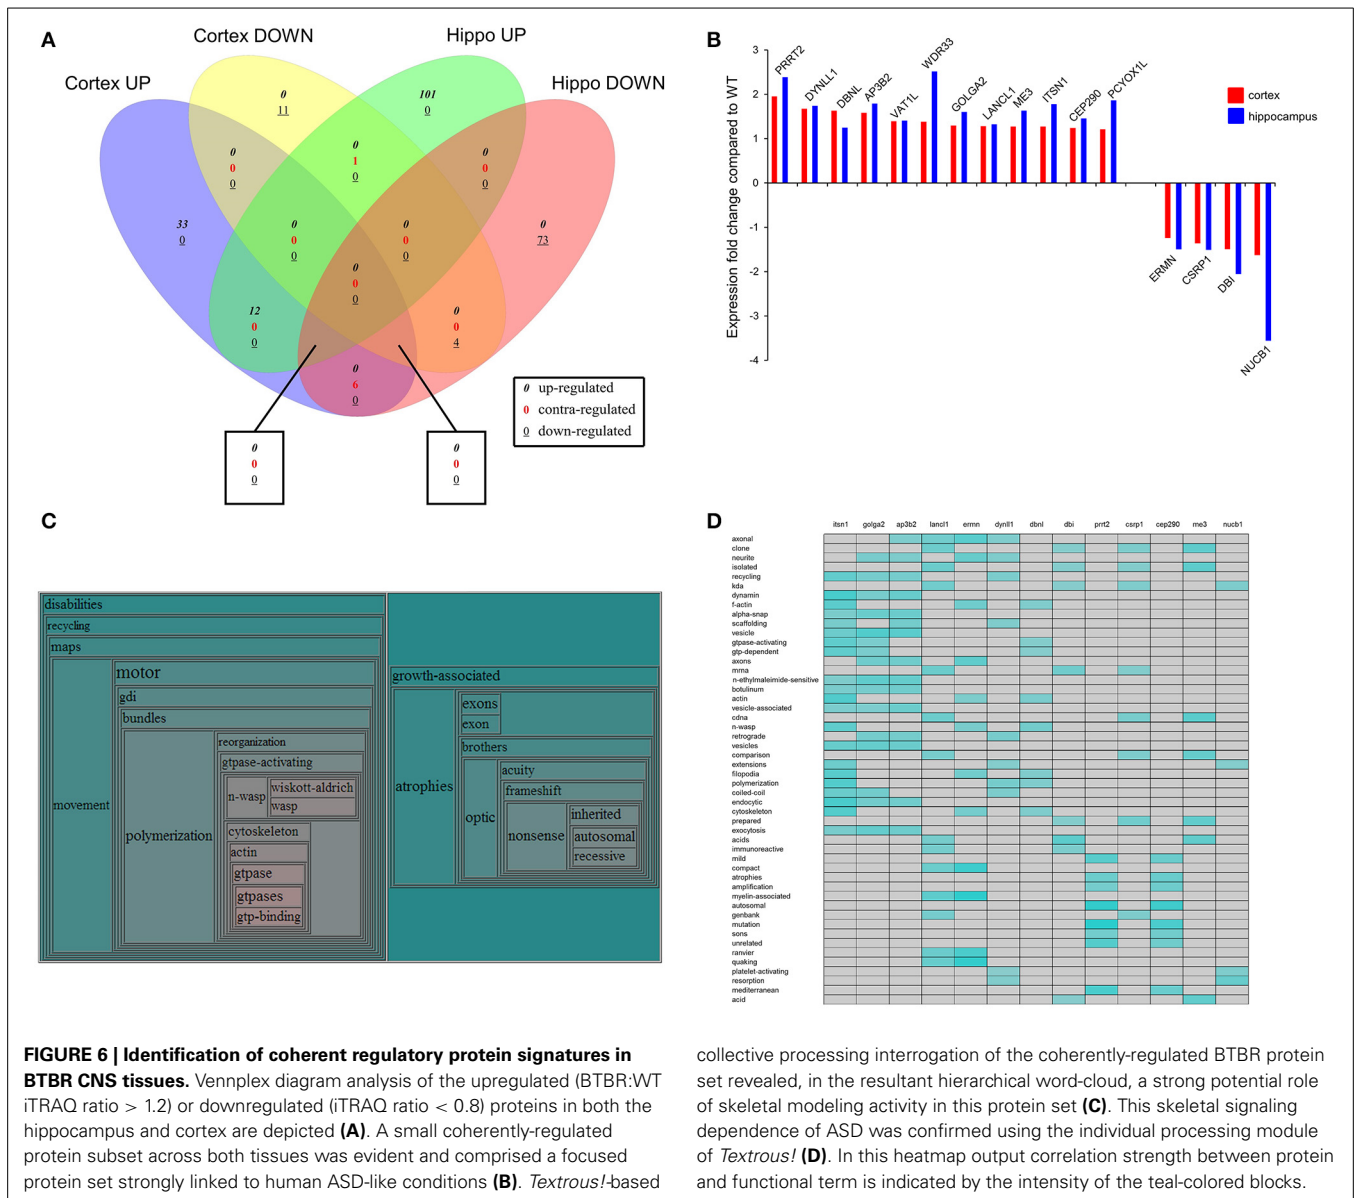 A
Cortex DOWN
Hippo UP
Cortex UP
Hippo DOWN
0
11
101
0
0
0
0
0
1
0
0
0
0
33
0
0
73
0
0
0
0
0
0
0
0
0
12
0
0
0
0
4
0
6
0
0
0
0
0
0
0
0 up-regulated
0 contra-regulated
0 down-regulated
B
Expression fold change compared to WT
3
2
1
0
-1
-2
-3
-4
PRRT2
DYNLL1
DBNL
AP3B2
VAT1L
WDR33
GOLGA2
LANCL1
ME3
ITSN1
CEP290
PCYOX1L
ERMN
CSRP1
DBI
NUCB1
cortex
hippocampus
C
disabilities
recycling
maps
movement
motor
gdi
bundles
polymerization
reorganization
gtpase-activating
n-wasp
wiskott-aldrich
wasp
cytoskeleton
actin
gtpase
gtpases
gtp-binding
growth-associated
atrophies
exons
exon
brothers
optic
acuity
frameshift
nonsense
inherited
autosomal
recessive
D
itsn1 golga2 ap3b2 lancl1 ermn dynll1 dbnl dbi prrt2 csrp1 cep290 me3 nucb1
axonal
clone
neurite
isolated
recycling
kda
dynamin
f-actin
alpha-snap
scaffolding
vesicle
gtpase-activating
gtp-dependent
axons
mrna
n-ethylmaleimide-sensitive
botulinum
actin
vesicle-associated
cdna
n-wasp
retrograde
vesicles
comparison
extensions
filopodia
polymerization
coiled-coil
endocytic
cytoskeleton
prepared
exocytosis
acids
immunoreactive
mild
compact
atrophies
amplification
myelin-associated
autosomal
genbank
mutation
sons
unrelated
ranvier
quaking
platelet-activating
resorption
mediterranean
acid
FIGURE 6 | Identification of coherent regulatory protein signatures in
BTBR CNS tissues. Vennplex diagram analysis of the upregulated (BTBR:WT
iTRAQ ratio > 1.2) or downregulated (iTRAQ ratio < 0.8) proteins in both the
hippocampus and cortex are depicted (A). A small coherently-regulated
protein subset across both tissues was evident and comprised a focused
protein set strongly linked to human ASD-like conditions (B). Textrous!-based
collective processing interrogation of the coherently-regulated BTBR protein
set revealed, in the resultant hierarchical word-cloud, a strong potential role
of skeletal modeling activity in this protein set (C). This skeletal signaling
dependence of ASD was confirmed using the individual processing module
of Textrous! (D). In this heatmap output correlation strength between protein
and functional term is indicated by the intensity of the teal-colored blocks.